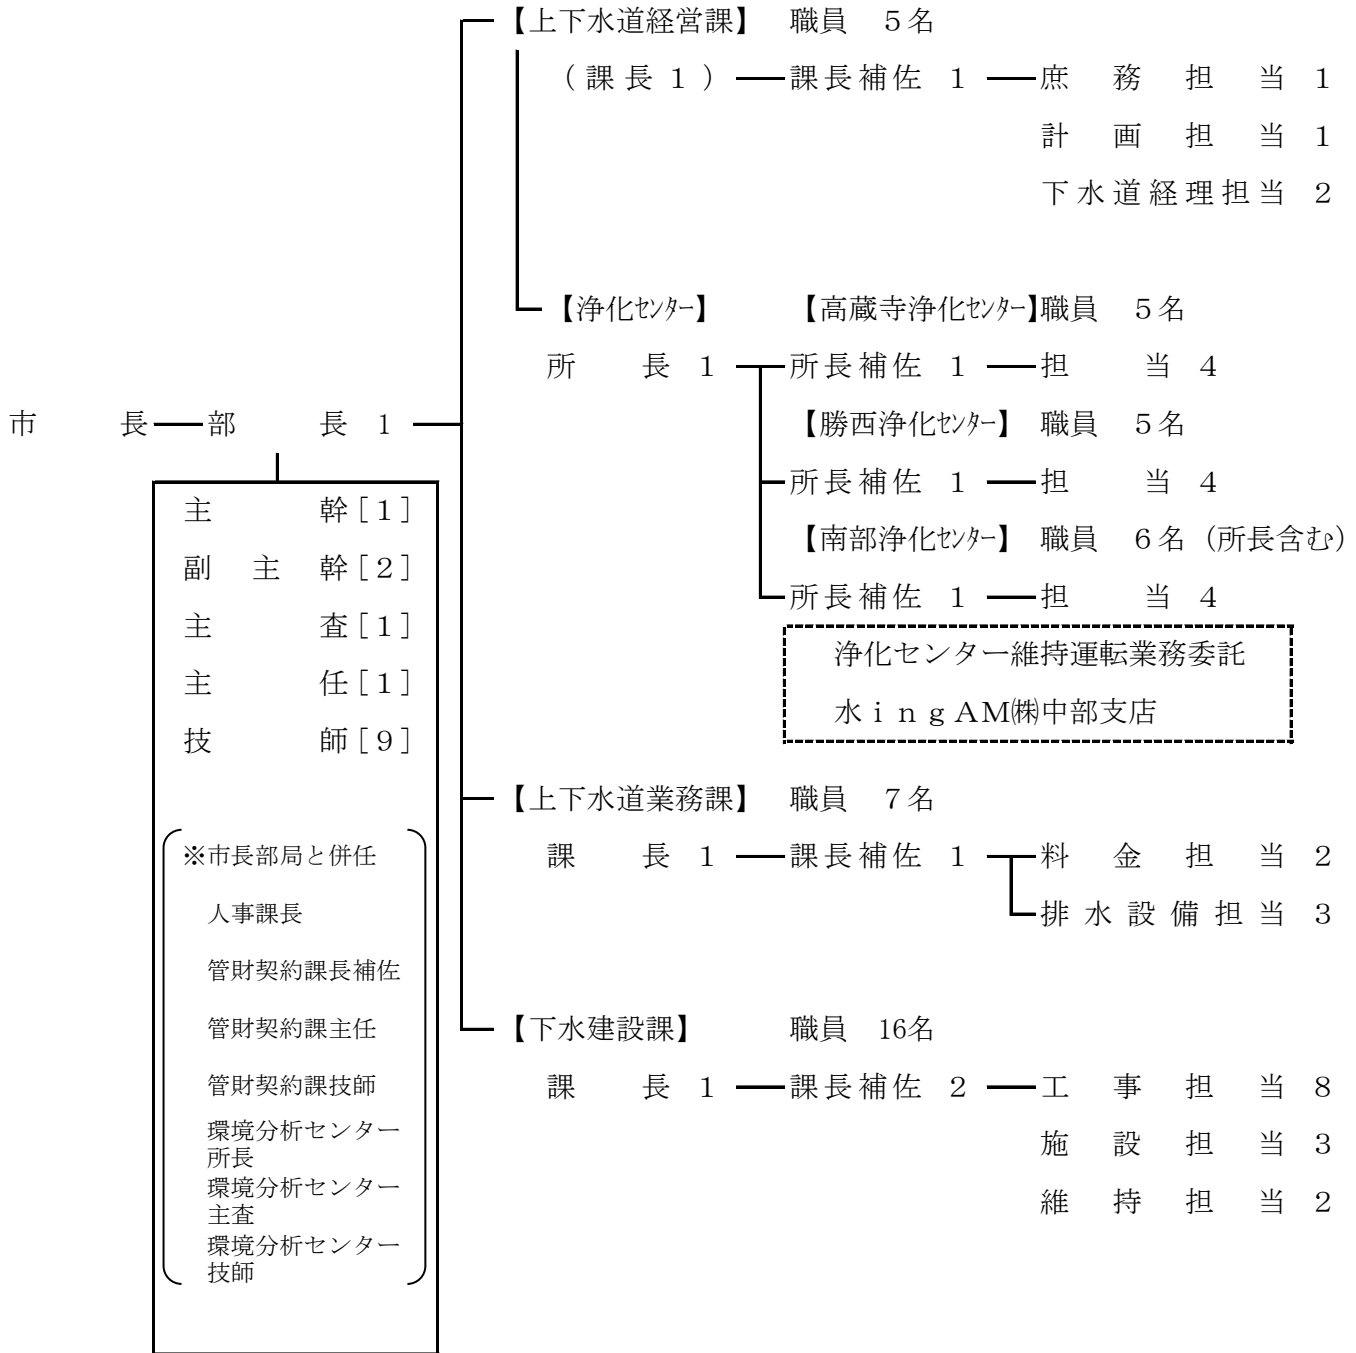 【上下水道経営課】 職員 5名
(課長1) 課長補佐 1 庶務担当 1
計画担当 1
下水道経理担当 2
【浄化ｾﾝﾀｰ】 【高蔵寺浄化ｾﾝﾀｰ】職員 5名
所長 1 所長補佐 1 担当 4
市長 部長 1 【勝西浄化ｾﾝﾀｰ】 職員 5名
所長補佐 1 担当 4
【南部浄化ｾﾝﾀｰ】 職員 6名 (所長含む)
所長補佐 1 担当 4
浄化センター維持運転業務委託
水ingAM㈱中部支店
主幹[1]
副主幹[2]
主査[1]
主任[1]
技師[9]
※市長部局と併任
人事課長
管財契約課長補佐
管財契約課主任
管財契約課技師
環境分析センター
所長
環境分析センター
主査
環境分析センター
技師
【上下水道業務課】 職員 7名
課長 1 課長補佐 1 料金担当 2
排水設備担当 3
【下水建設課】 職員 16名
課長 1 課長補佐 2 工事担当 8
施設担当 3
維持担当 2